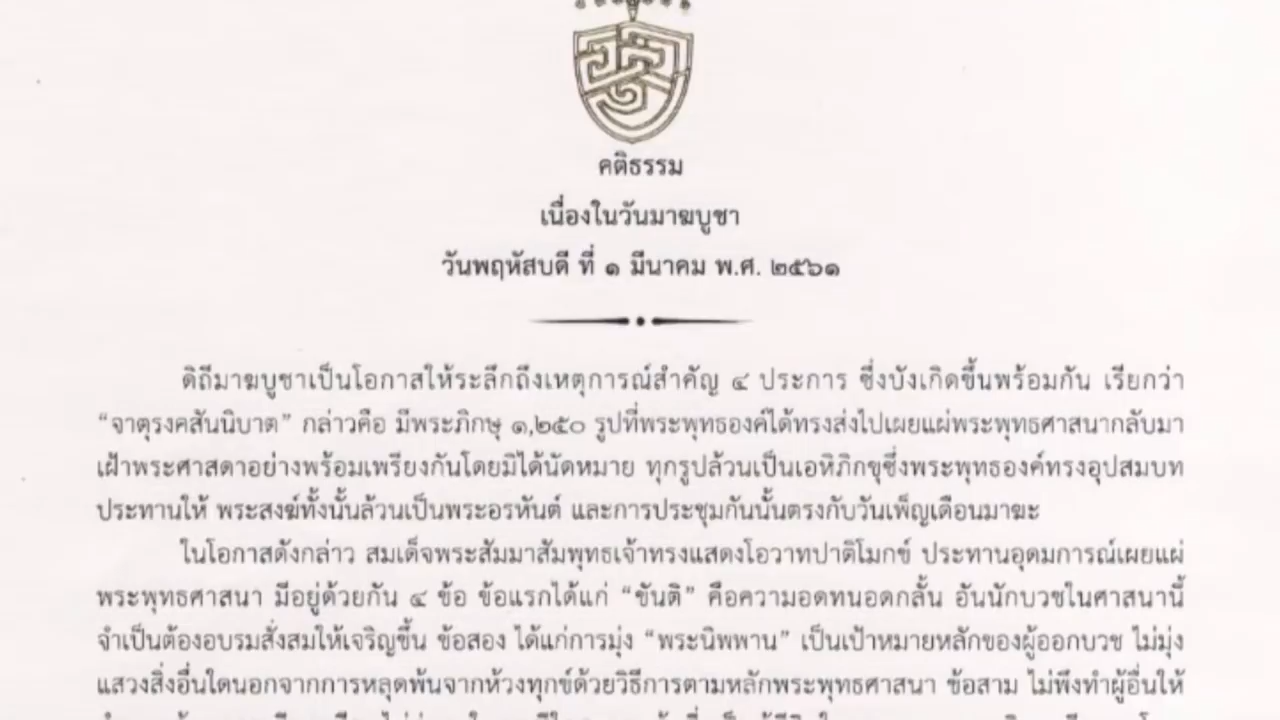 คติธรรม
เนื่องในวันมาฆบูชา
วันพฤหัสบดี ที่ ๑ มีนาคม พ.ศ. ๒๕๖๑
ดิถีมาฆบูชาเป็นโอกาสให้ระลึกถึงเหตุการณ์สำคัญ ๔ ประการ ซึ่งบังเกิดขึ้นพร้อมกัน เรียกว่า
“จาตุรงคสันนิบาต” กล่าวคือ มีพระภิกษุ ๑,๒๕๐ รูปที่พระพุทธองค์ได้ทรงส่งไปเผยแผ่พระพุทธศาสนากลับมา
เฝ้าพระศาสดาอย่างพร้อมเพรียงกันโดยมิได้นัดหมาย ทุกรูปล้วนเป็นเอหิภิกขุซึ่งพระพุทธองค์ทรงอุปสมบท
ประทานให้ พระสงฆ์ทั้งนั้นล้วนเป็นพระอรหันต์ และการประชุมกันนั้นตรงกับวันเพ็ญเดือนมาฆะ
ในโอกาสดังกล่าว สมเด็จพระสัมมาสัมพุทธเจ้าทรงแสดงโอวาทปาติโมกข์ ประทานอุดมการณ์เผยแผ่
พระพุทธศาสนา มีอยู่ด้วยกัน ๔ ข้อ ข้อแรกได้แก่ “ขันติ” คือความอดทนอดกลั้น อันนักบวชในศาสนานี้
จำเป็นต้องอบรมสั่งสมให้เจริญขึ้น ข้อสอง ได้แก่การมุ่ง “พระนิพพาน” เป็นเป้าหมายหลักของผู้ออกบวช ไม่มุ่ง
แสวงสิ่งอื่นใดนอกจากการหลุดพ้นจากห้วงทุกข์ด้วยวิธีการตามหลักพระพุทธศาสนา ข้อสาม ไม่พึงทำผู้อื่นให้